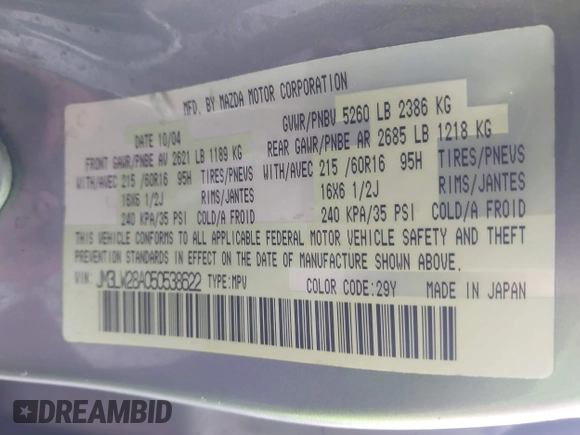 MFD. BY MAZDA MOTOR CORPORATION
DATE 10/04 GVWR/PNBV 5260 LB 2386 KG
FRONT GAWR/PNBE AV 2621 LB 1189 KG REAR GAWR/PNBE AR 2685 LB 1218 KG
WITH/AVEC 215 /60R16 95H TIRES/PNEUS WITH/AVEC 215 /60R16 95H TIRES/PNEUS
16X6 1/2J RIMS/JANTES 16X6 1/2J RIMS/JANTES
240 KPA/35 PSI COLD/A FROID 240 KPA/35 PSI COLD/A FROID
THIS VEHICLE CONFORMS TO ALL APPLICABLE FEDERAL MOTOR VEHICLE SAFETY AND THEFT
PREVENTION STANDARDS IN EFFECT ON THE DATE OF MANUFACTURE SHOWN ABOVE.
VIN: JM3LW28A050538622 TYPE:MPV COLOR CODE:29Y MADE IN JAPAN
DREAMBID